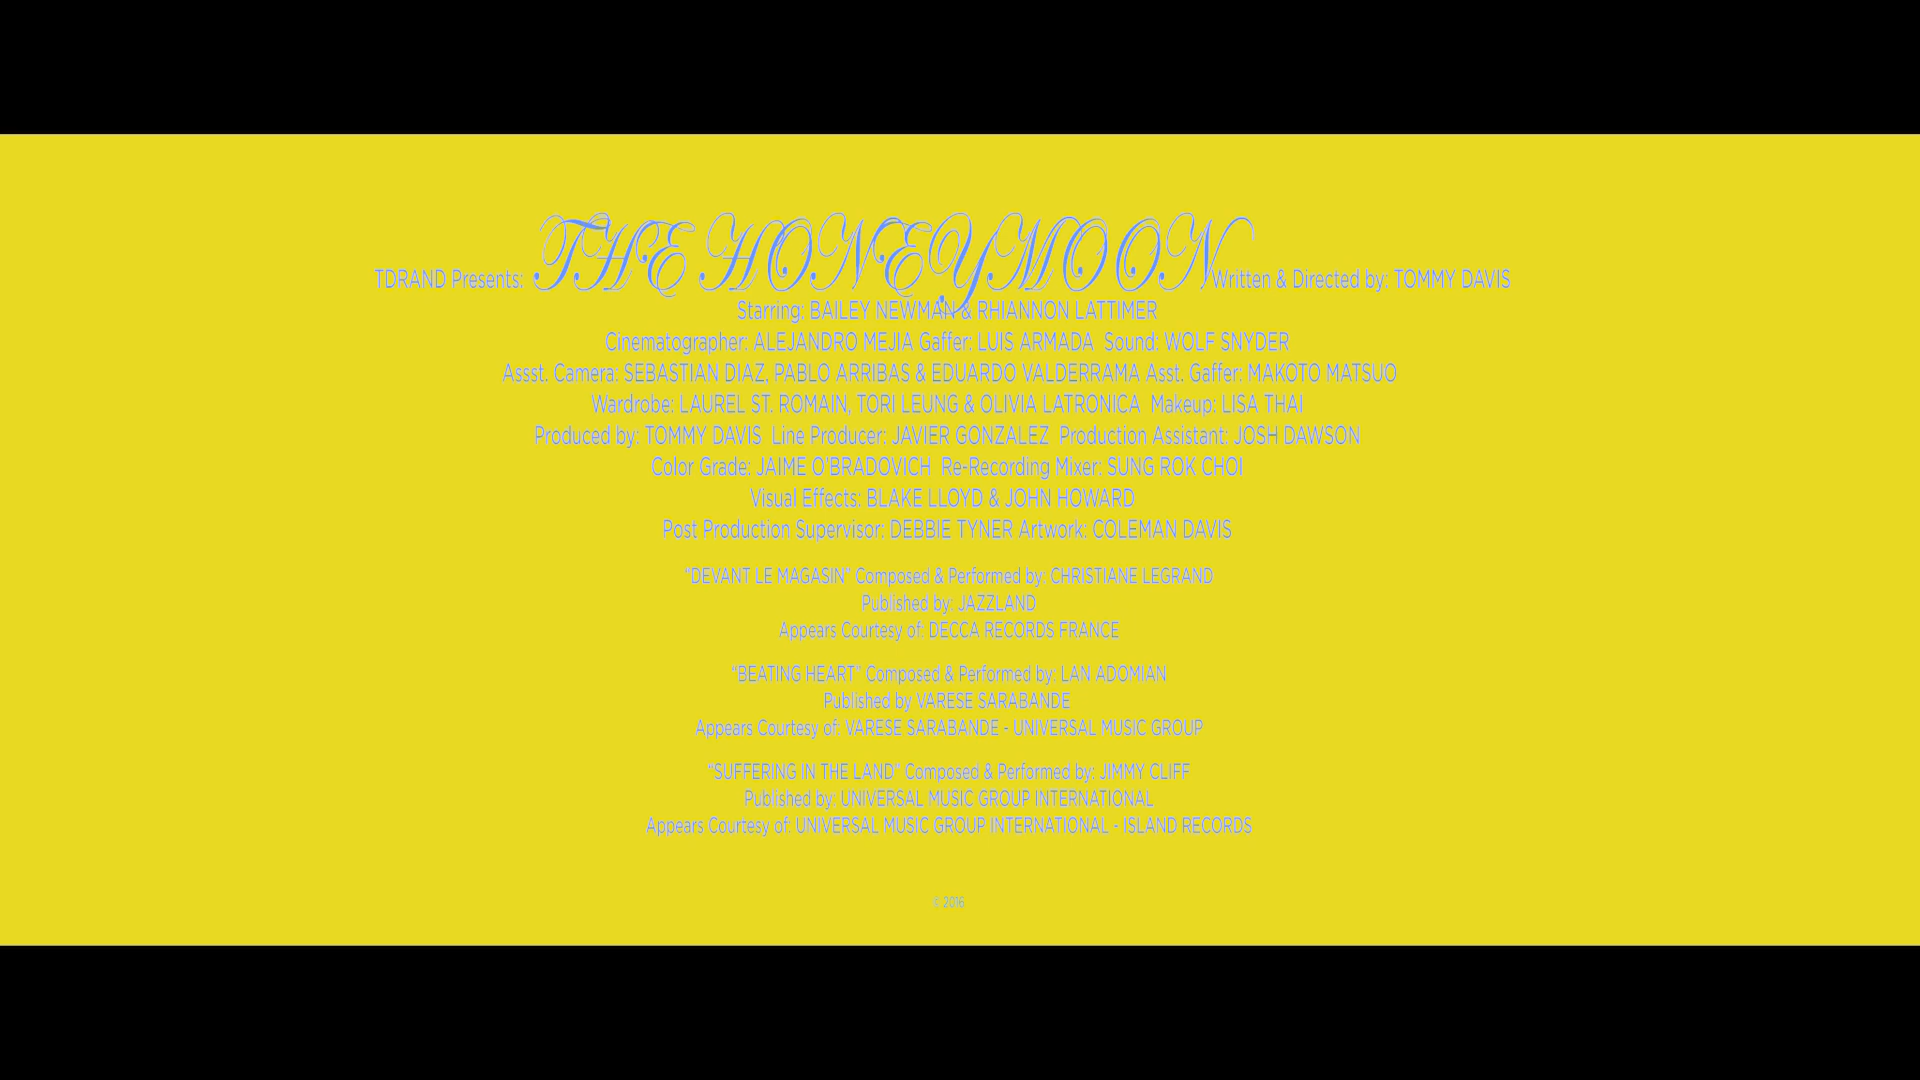 TDRAND Presents: THE HONEYMOON Written & Directed by: TOMMY DAVIS
Starring: BAILEY NEWMAN & RHIANNON LATTIMER
Cinematographer: ALEJANDRO MEJIA Gaffer: LUIS ARMADA Sound: WOLF SNYDER
Assst. Camera: SEBASTIAN DIAZ, PABLO ARRIBAS & EDUARDO VALDERRAMA Asst. Gaffer: MAKOTO MATSUO
Wardrobe: LAUREL ST. ROMAIN, TORI LEUNG & OLIVIA LATRONICA Makeup: LISA THAI
Produced by: TOMMY DAVIS Line Producer: JAVIER GONZALEZ Production Assistant: JOSH DAWSON
Color Grade: JAIME O'BRADOVICH Re-Recording Mixer: SUNG ROK CHOI
Visual Effects: BLAKE LLOYD & JOHN HOWARD
Post Production Supervisor: DEBBIE TYNER Artwork: COLEMAN DAVIS
"DEVANT LE MAGASIN" Composed & Performed by: CHRISTIANE LEGRAND
Published by: JAZZLAND
Appears Courtesy of: DECCA RECORDS FRANCE
"BEATING HEART" Composed & Performed by: LAN ADOMIAN
Published by VARESE SARABANDE
Appears Courtesy of: VARESE SARABANDE - UNIVERSAL MUSIC GROUP
"SUFFERING IN THE LAND" Composed & Performed by: JIMMY CLIFF
Published by: UNIVERSAL MUSIC GROUP INTERNATIONAL
Appears Courtesy of: UNIVERSAL MUSIC GROUP INTERNATIONAL - ISLAND RECORDS
© 2016